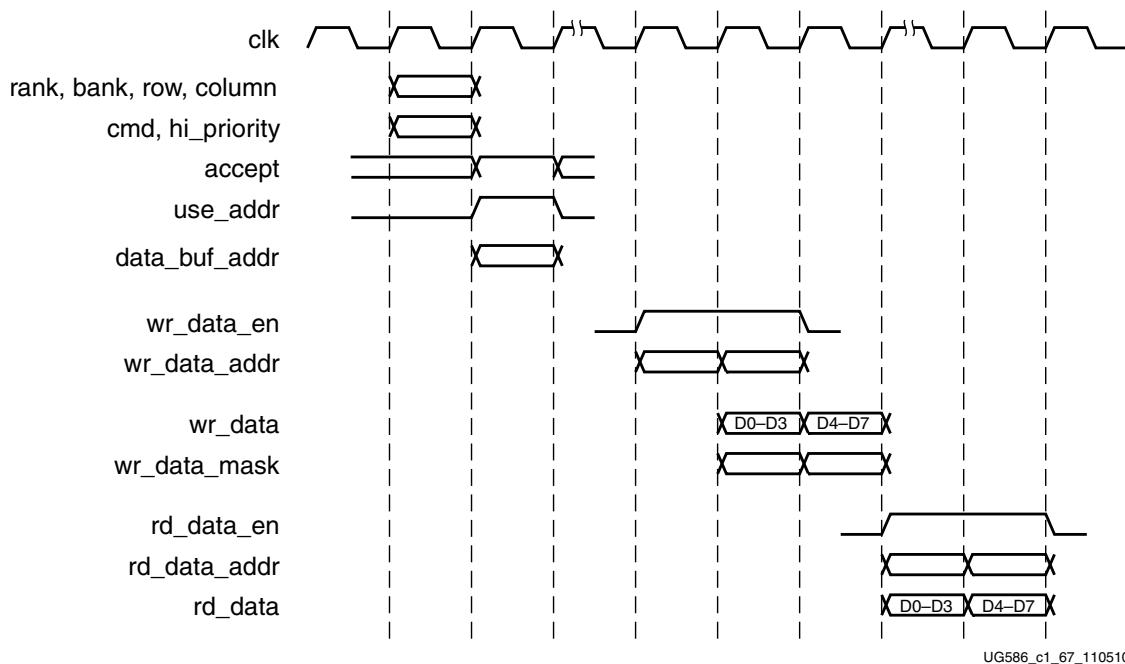 clk
rank, bank, row, column
cmd, hi_priority
accept
use_addr
data_buf_addr
wr_data_en
wr_data_addr
wr_data D0–D3 D4–D7
wr_data_mask
rd_data_en
rd_data_addr
rd_data D0–D3 D4–D7
UG586_c1_67_110510